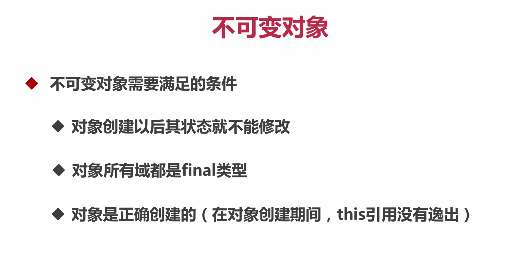 不可变对象
不可变对象需要满足的条件
对象创建以后其状态就不能修改
对象所有域都是final类型
对象是正确创建的（在对象创建期间，this引用没有逸出）